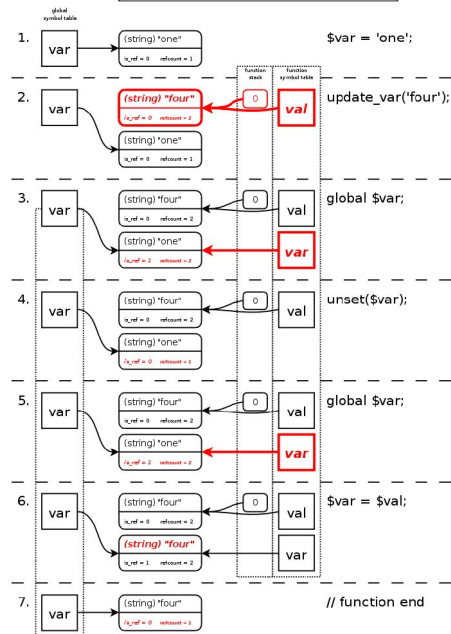 global
symbol table
1.
var
(string) "one"
is_ref = 0 refcount = 1
$var = 'one';
function
stack
function
symbol table
2.
var
(string) "four"
is_ref = 0 refcount = 2
0
val
update_var('four');
(string) "one"
is_ref = 0 refcount = 1
3.
var
(string) "four"
is_ref = 0 refcount = 2
0
val
global $var;
(string) "one"
is_ref = 1 refcount = 2
var
4.
var
(string) "four"
is_ref = 0 refcount = 2
0
val
unset($var);
(string) "one"
is_ref = 0 refcount = 1
5.
var
(string) "four"
is_ref = 0 refcount = 2
0
val
global $var;
(string) "one"
is_ref = 1 refcount = 2
var
6.
var
(string) "four"
is_ref = 0 refcount = 2
0
val
$var = $val;
(string) "four"
is_ref = 1 refcount = 2
var
7.
var
(string) "four"
is_ref = 0 refcount = 1
// function end